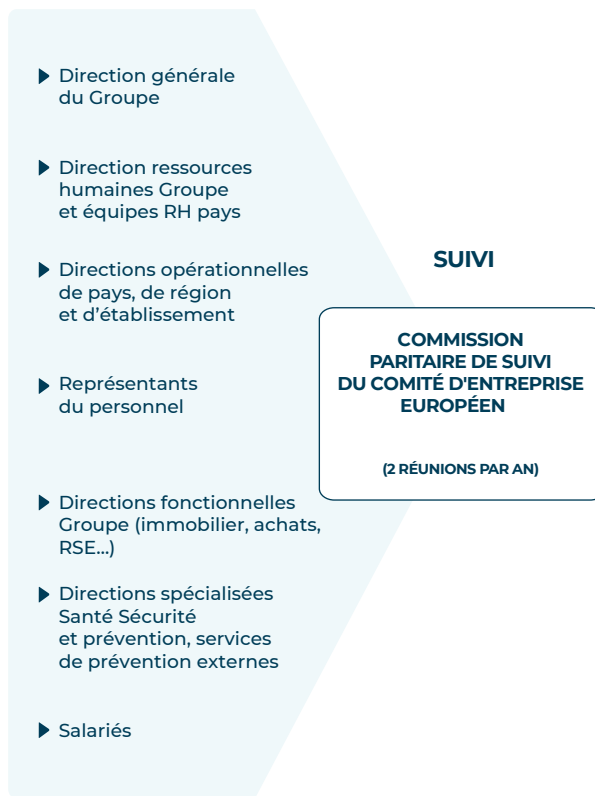 Direction générale
du Groupe
Direction ressources
humaines Groupe
et équipes RH pays
Directions opérationnelles
de pays, de région
et d'établissement
Représentants
du personnel
Directions fonctionnelles
Groupe (immobilier, achats,
RSE...)
Directions spécialisées
Santé Sécurité
et prévention, services
de prévention externes
Salariés
SUIVI
COMMISSION
PARITAIRE DE SUIVI
DU COMITÉ D'ENTREPRISE
EUROPÉEN
(2 RÉUNIONS PAR AN)